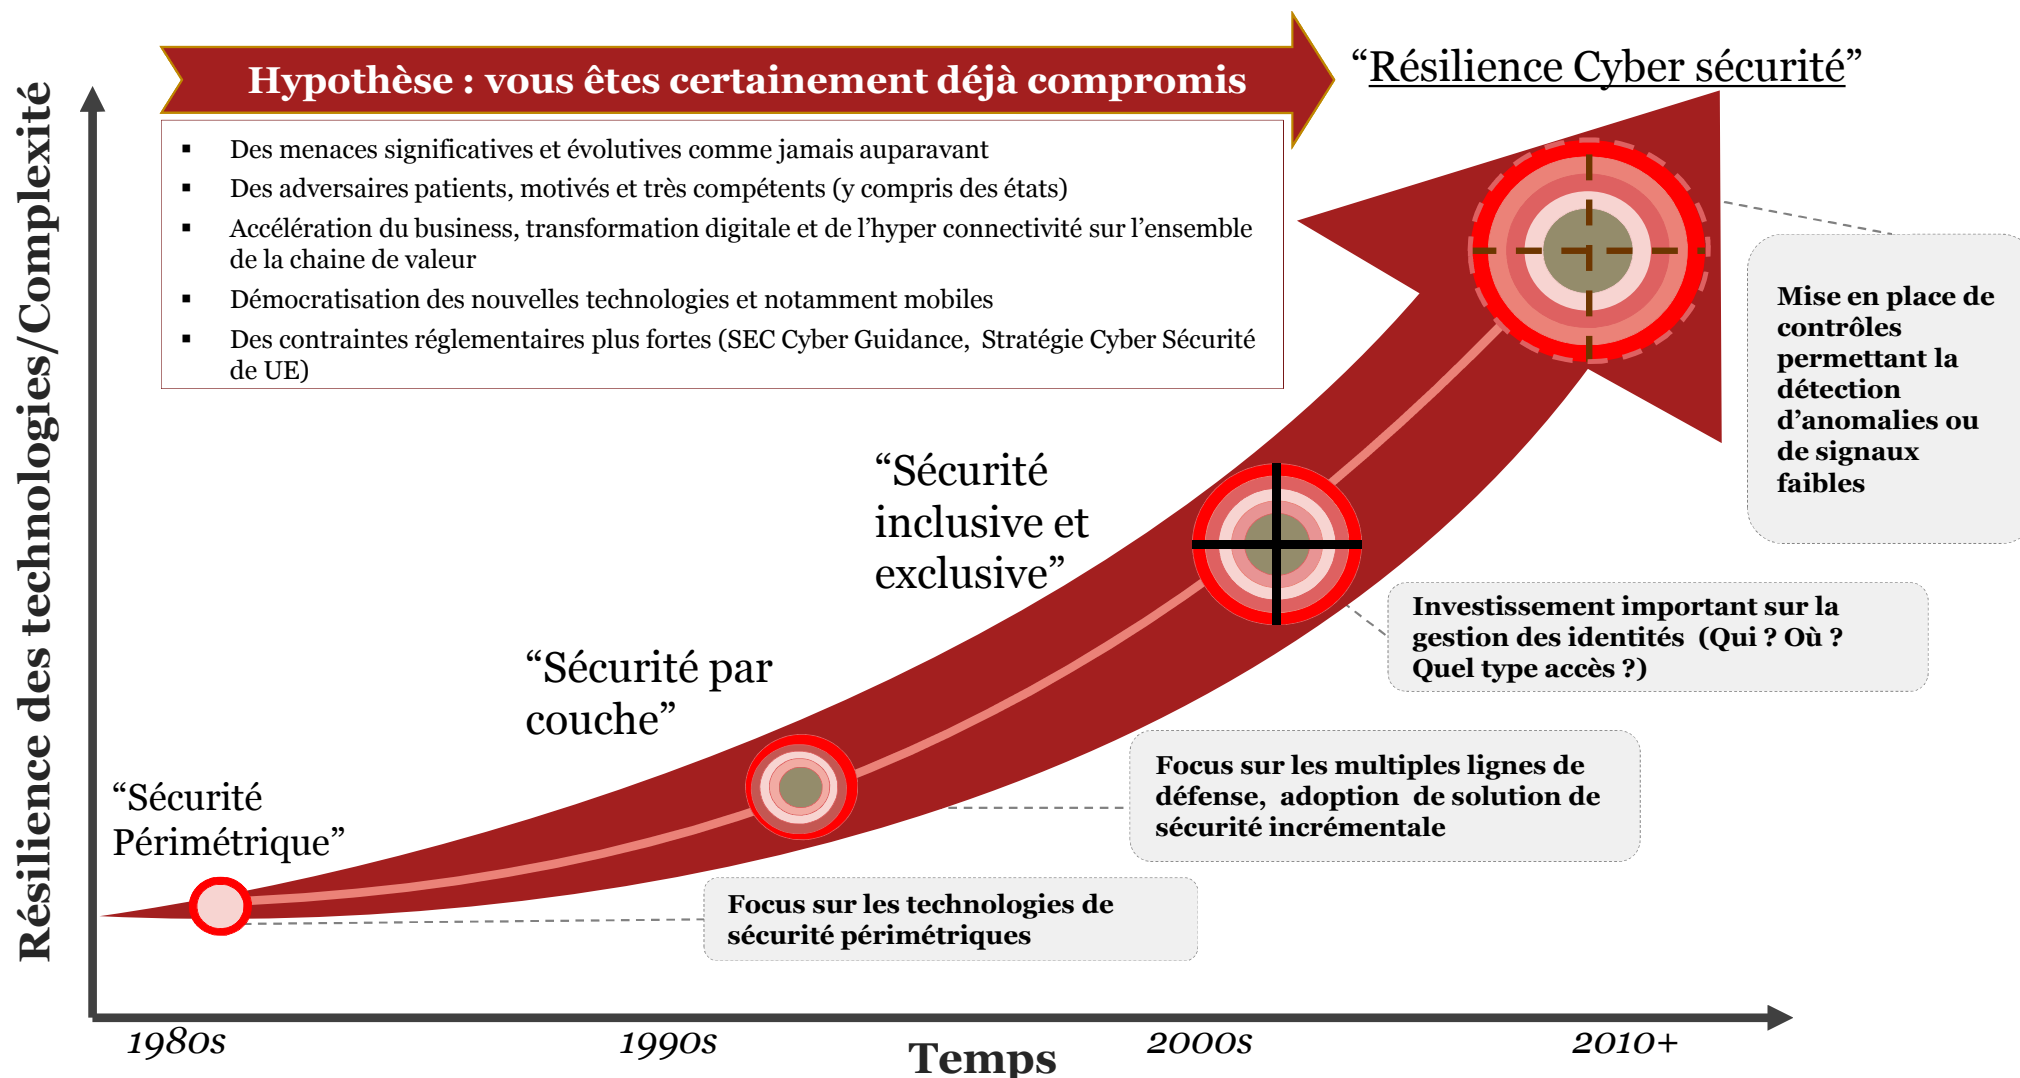 Hypothèse : vous êtes certainement déjà compromis
“Résilience Cyber sécurité”
▪ Des menaces significatives et évolutives comme jamais auparavant
▪ Des adversaires patients, motivés et très compétents (y compris des états)
▪ Accélération du business, transformation digitale et de l’hyper connectivité sur l’ensemble
de la chaine de valeur
▪ Démocratisation des nouvelles technologies et notamment mobiles
▪ Des contraintes réglementaires plus fortes (SEC Cyber Guidance, Stratégie Cyber Sécurité
de UE)
Résilience des technologies/Complexité
Mise en place de
contrôles
permettant la
détection
d’anomalies ou
de signaux
faibles
“Sécurité
inclusive et
exclusive”
Investissement important sur la
gestion des identités (Qui ? Où ?
Quel type accès ?)
“Sécurité par
couche”
Focus sur les multiples lignes de
défense, adoption de solution de
sécurité incrémentale
“Sécurité
Périmétrique”
Focus sur les technologies de
sécurité périmétriques
1980s
1990s
2000s
2010+
Temps